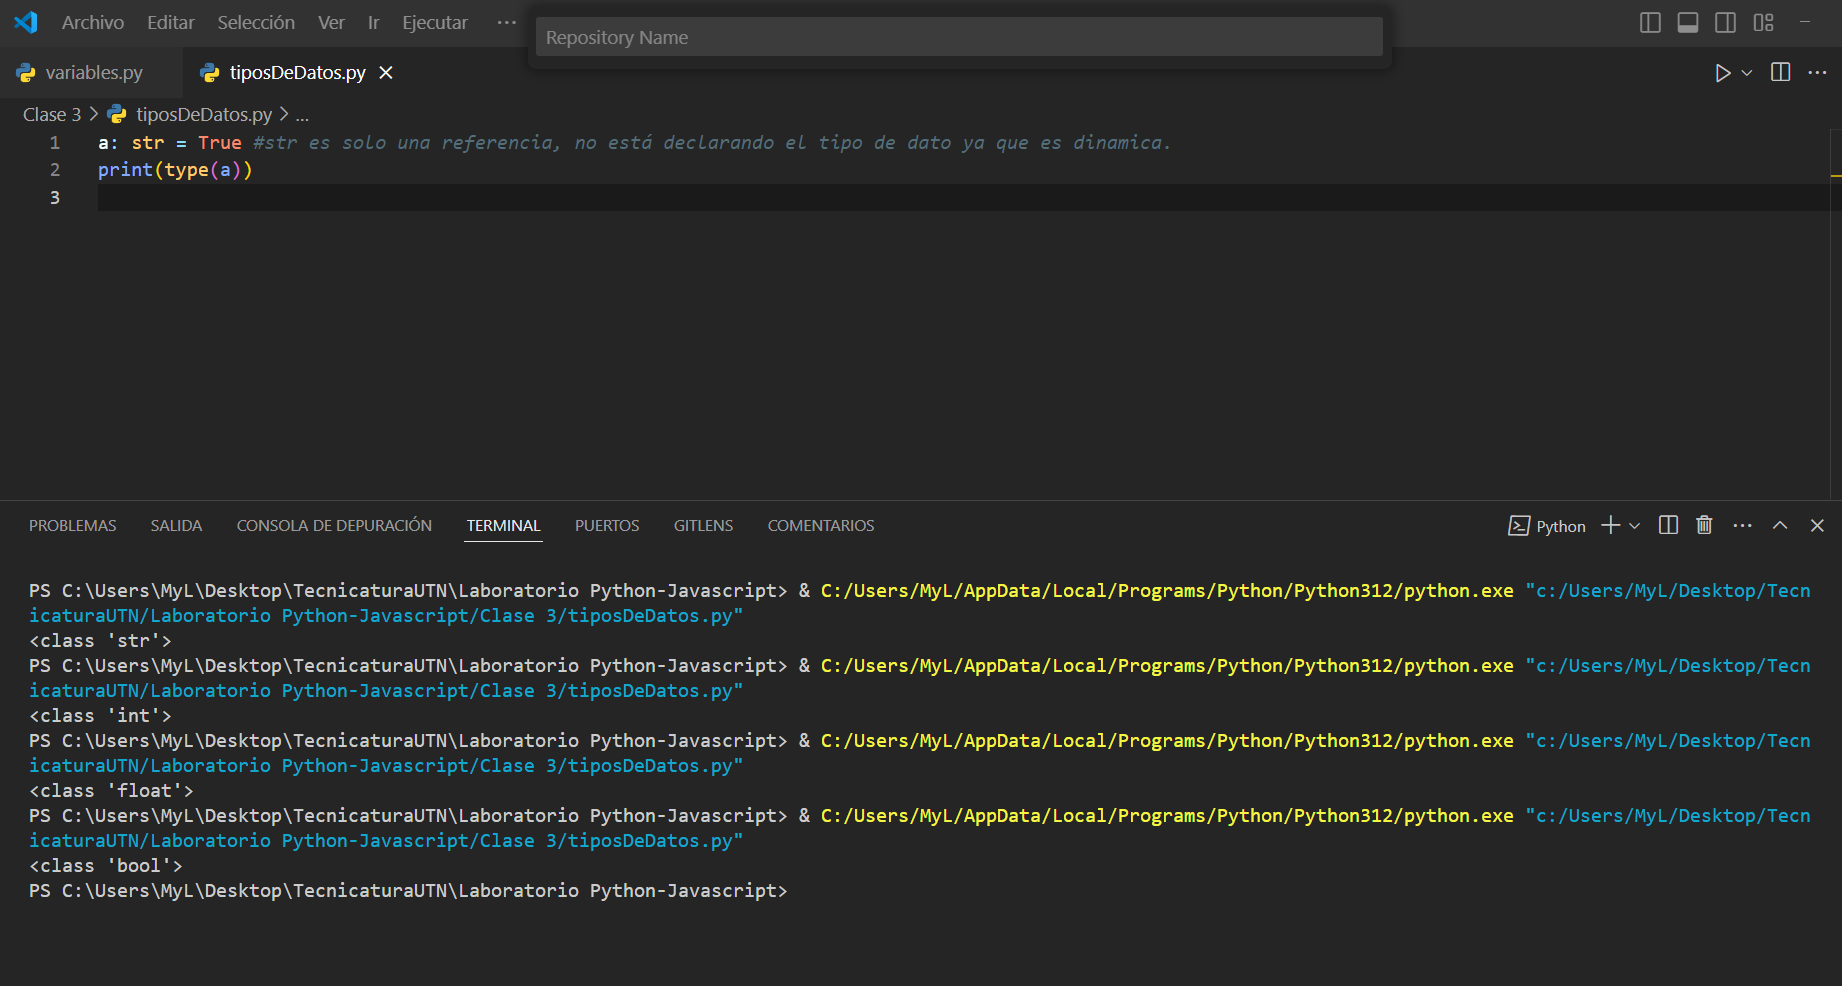 Archivo Editar Selección Ver Ir Ejecutar ···
Repository Name
variables.py tiposDeDatos.py
Clase 3 > tiposDeDatos.py > ...
1 a: str = True #str es solo una referencia, no está declarando el tipo de dato ya que es dinamica.
2 print(type(a))
3
PROBLEMAS SALIDA CONSOLA DE DEPURACIÓN TERMINAL PUERTOS GITLENS COMENTARIOS Python
PS C:\Users\MyL\Desktop\TecnicaturaUTN\Laboratorio Python-Javascript> & C:/Users/MyL/AppData/Local/Programs/Python/Python312/python.exe "c:/Users/MyL/Desktop/Tecn
icaturaUTN/Laboratorio Python-Javascript/Clase 3/tiposDeDatos.py"
<class 'str'>
PS C:\Users\MyL\Desktop\TecnicaturaUTN\Laboratorio Python-Javascript> & C:/Users/MyL/AppData/Local/Programs/Python/Python312/python.exe "c:/Users/MyL/Desktop/Tecn
icaturaUTN/Laboratorio Python-Javascript/Clase 3/tiposDeDatos.py"
<class 'int'>
PS C:\Users\MyL\Desktop\TecnicaturaUTN\Laboratorio Python-Javascript> & C:/Users/MyL/AppData/Local/Programs/Python/Python312/python.exe "c:/Users/MyL/Desktop/Tecn
icaturaUTN/Laboratorio Python-Javascript/Clase 3/tiposDeDatos.py"
<class 'float'>
PS C:\Users\MyL\Desktop\TecnicaturaUTN\Laboratorio Python-Javascript> & C:/Users/MyL/AppData/Local/Programs/Python/Python312/python.exe "c:/Users/MyL/Desktop/Tecn
icaturaUTN/Laboratorio Python-Javascript/Clase 3/tiposDeDatos.py"
<class 'bool'>
PS C:\Users\MyL\Desktop\TecnicaturaUTN\Laboratorio Python-Javascript>